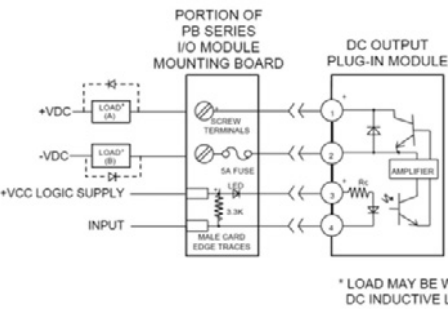 PORTION OF
PB SERIES
I/O MODULE
MOUNTING BOARD
DC OUTPUT
PLUG-IN MODULE
+VDC
LOAD*
(A)
SCREW
TERMINALS
+
1
-VDC
LOAD*
(B)
5A FUSE
2
AMPLIFIER
+VCC LOGIC SUPPLY
+
LED
+
3
Rc
3.3K
INPUT
4
MALE CARD
EDGE TRACES
* LOAD MAY BE W
DC INDUCTIVE L